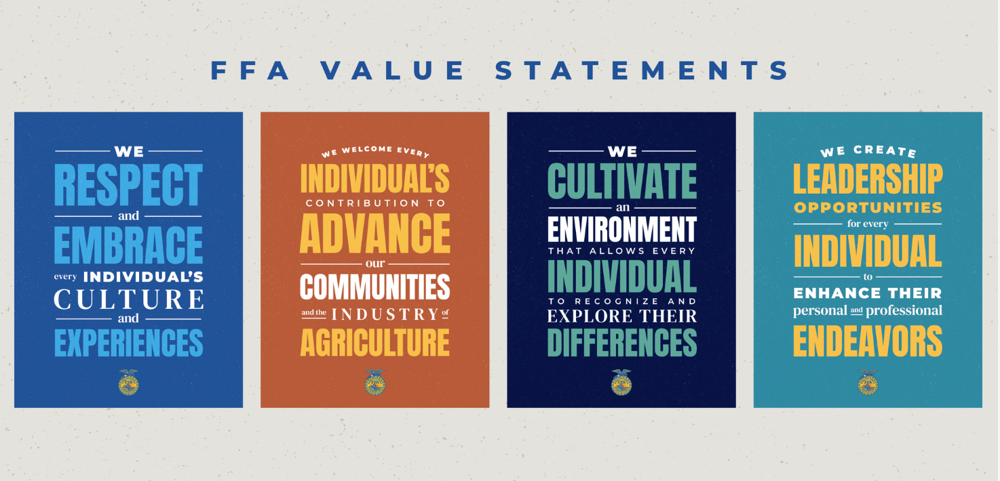 FFA VALUE STATEMENTS
WE
RESPECT
and
EMBRACE
every INDIVIDUAL'S
CULTURE
and
EXPERIENCES
WE WELCOME EVERY
INDIVIDUAL'S
CONTRIBUTION TO
ADVANCE
our
COMMUNITIES
and the INDUSTRY of
AGRICULTURE
WE
CULTIVATE
an
ENVIRONMENT
THAT ALLOWS EVERY
INDIVIDUAL
TO RECOGNIZE AND
EXPLORE THEIR
DIFFERENCES
WE CREATE
LEADERSHIP
OPPORTUNITIES
for every
INDIVIDUAL
to
ENHANCE THEIR
personal and professional
ENDEAVORS